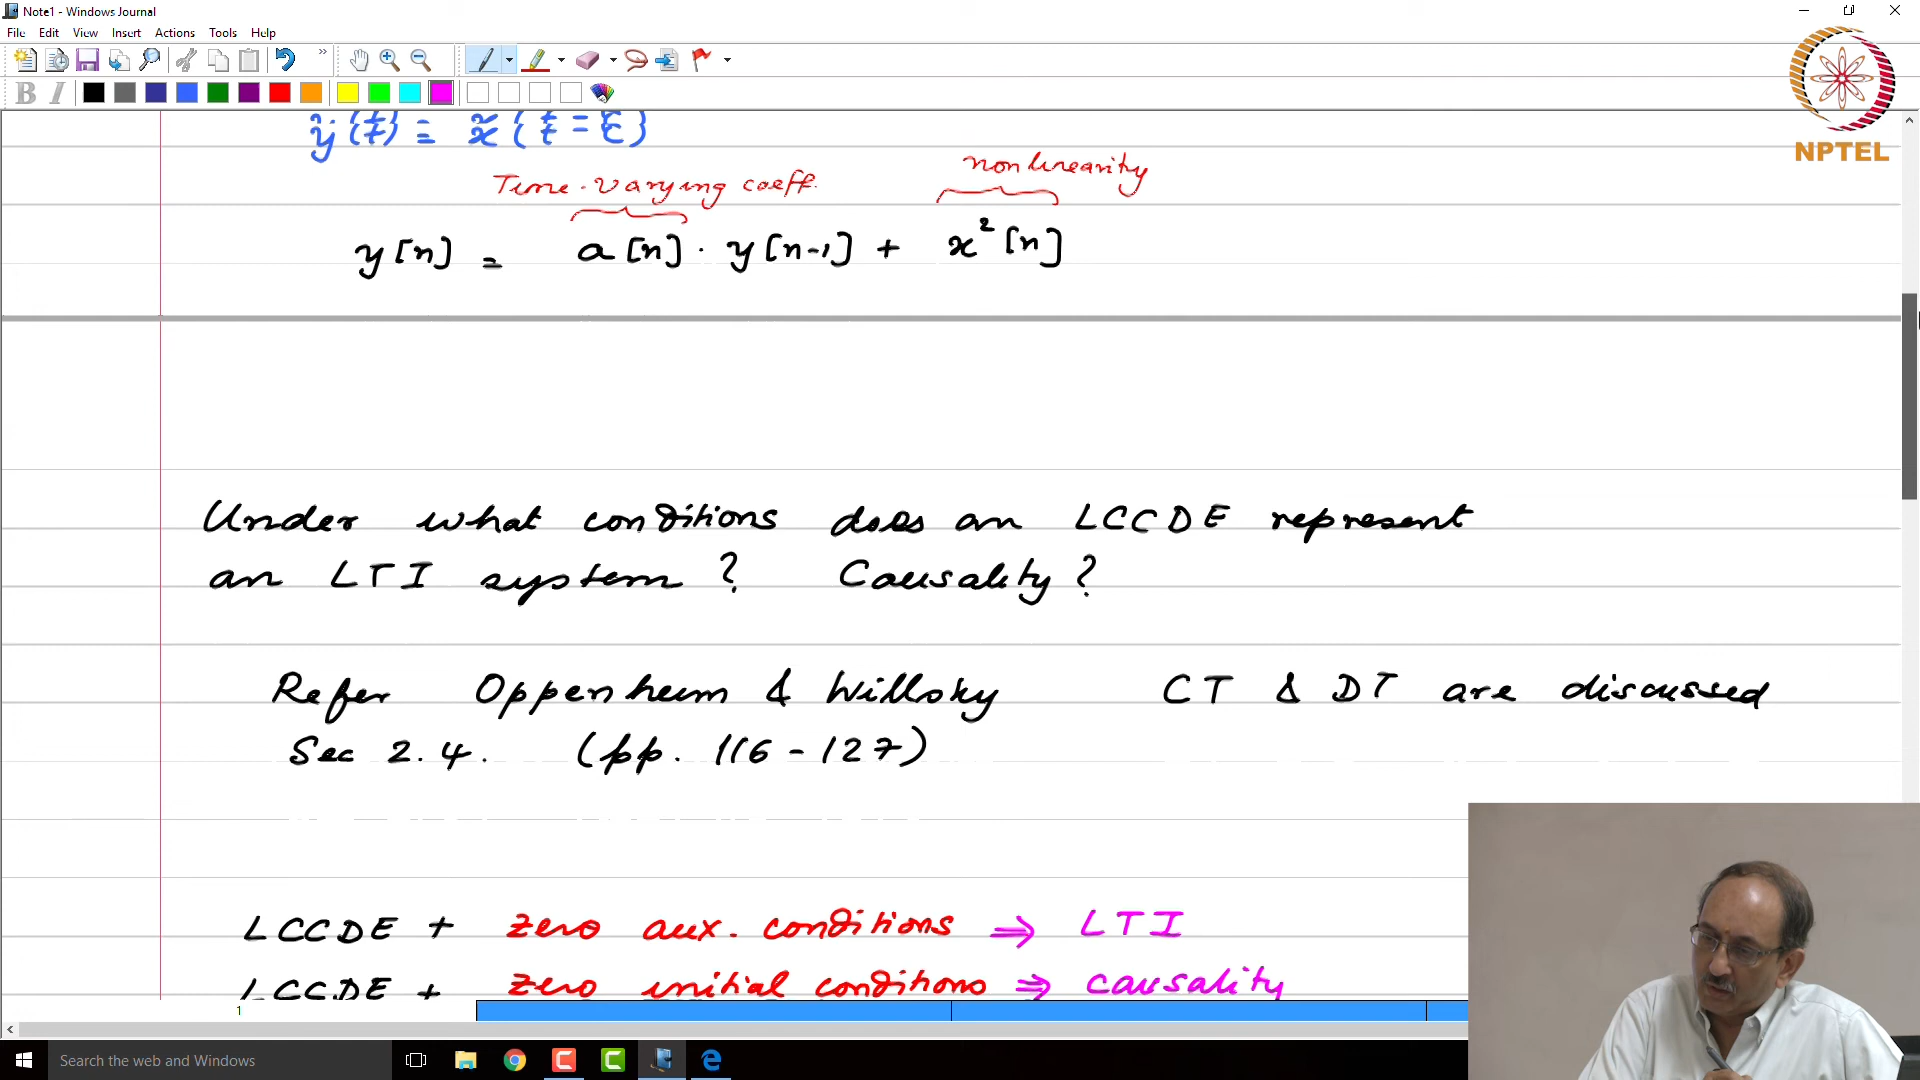 Note1 - Windows Journal
File Edit View Insert Actions Tools Help
NPTEL
Time-varying coeff.
nonlinearity
y[n] = a[n] · y[n-1] + x²[n]
Under what conditions does an LCCDE represent
an LTI system ? Causality ?
Refer Oppenheim & Willsky CT & DT are discussed
Sec 2.4. (pp. 116 - 127)
LCCDE + zero aux. conditions ⇒ LTI
LCCDE + zero initial conditions ⇒ causality
1
Search the web and Windows